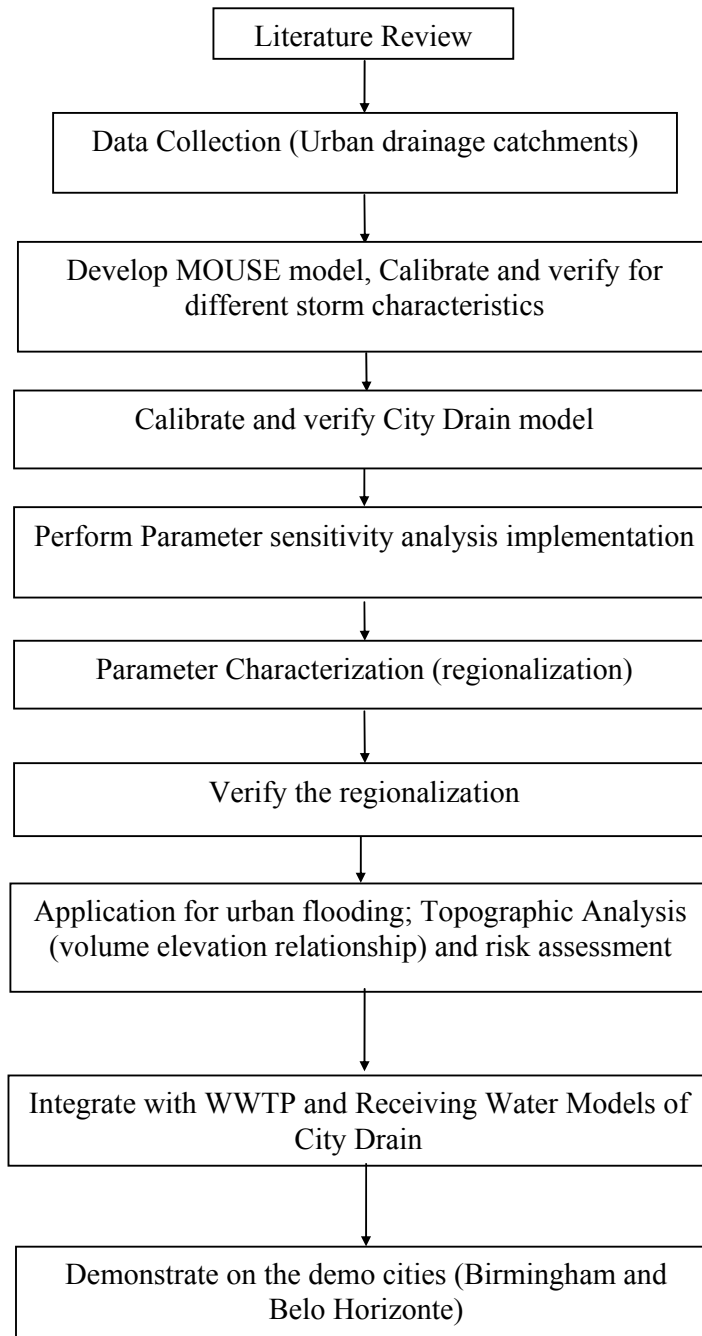 Literature Review
Data Collection (Urban drainage catchments)
Develop MOUSE model, Calibrate and verify for
different storm characteristics
Calibrate and verify City Drain model
Perform Parameter sensitivity analysis implementation
Parameter Characterization (regionalization)
Verify the regionalization
Application for urban flooding; Topographic Analysis
(volume elevation relationship) and risk assessment
Integrate with WWTP and Receiving Water Models of
City Drain
Demonstrate on the demo cities (Birmingham and
Belo Horizonte)